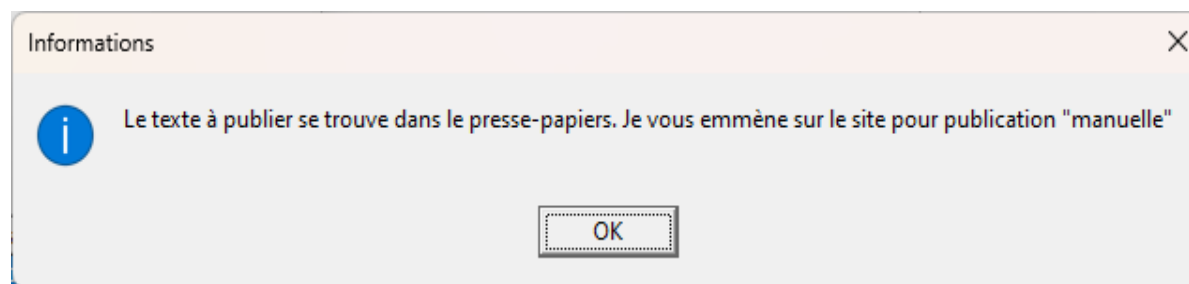 Informations
Le texte à publier se trouve dans le presse-papiers. Je vous emmène sur le site pour publication "manuelle"
OK